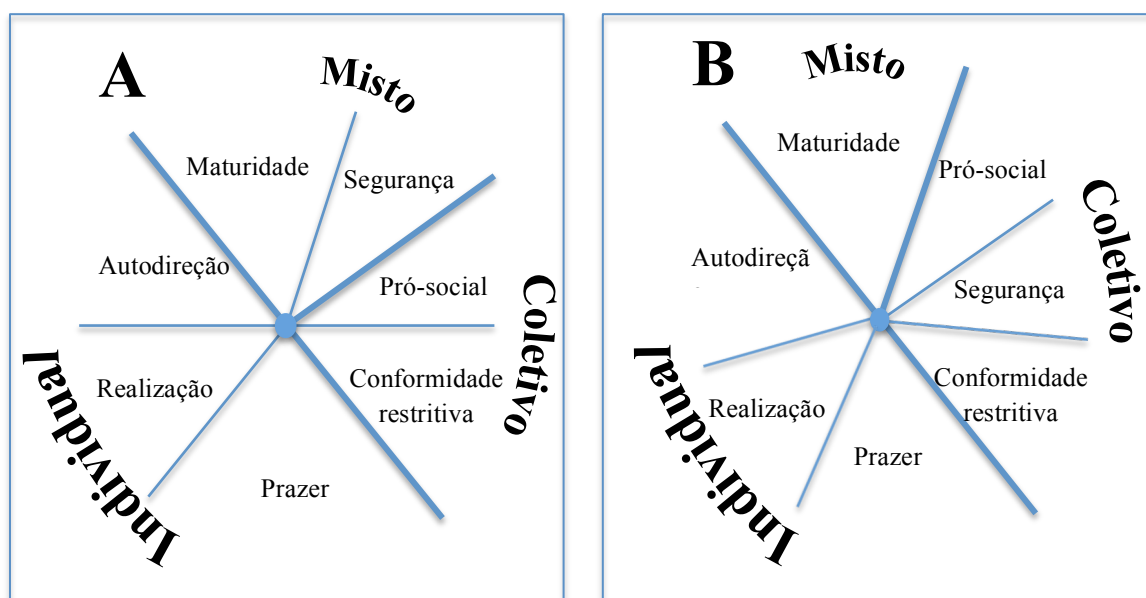 A
Misto
Maturidade
Segurança
Autodireção
Pró-social
Coletivo
Individual
Realização
Conformidade
restritiva
Prazer
B
Misto
Maturidade
Pró-social
Coletivo
Autodireçã
Segurança
Individual
Realização
Conformidade
restritiva
Prazer